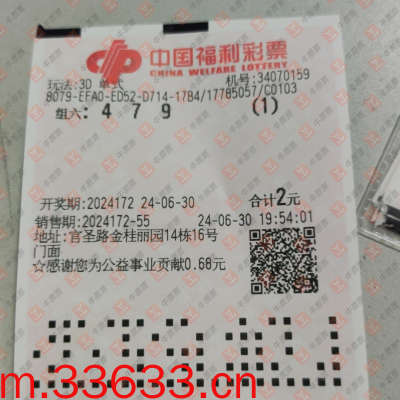 中国福利彩票
CHINA WELFARE LOTTERY
玩法:3D 单式 机号:34070159
8079-EFA0-ED52-D714-17B4/17785057/C0103
组六: 4 7 9 (1)
开奖期:2024172 24-06-30 合计2元
销售期:2024172-55 24-06-30 19:54:01
地址:官圣路金桂丽园14栋16号
门面
☆感谢您为公益事业贡献0.68元
m.33633.cn